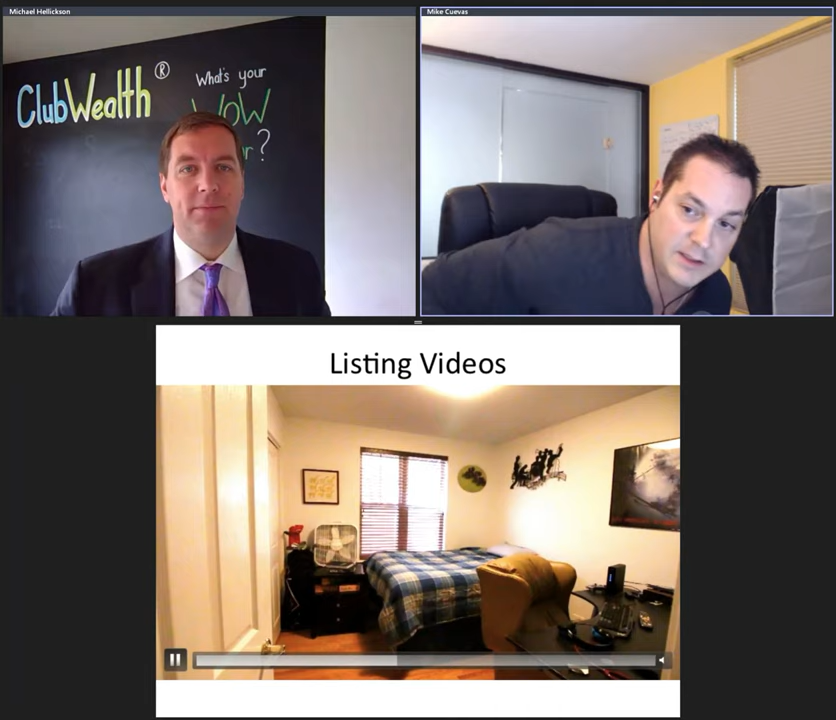 Michael Hellickson
Mike Cuevas
ClubWealth®
What's your
WOW
r?
Listing Videos